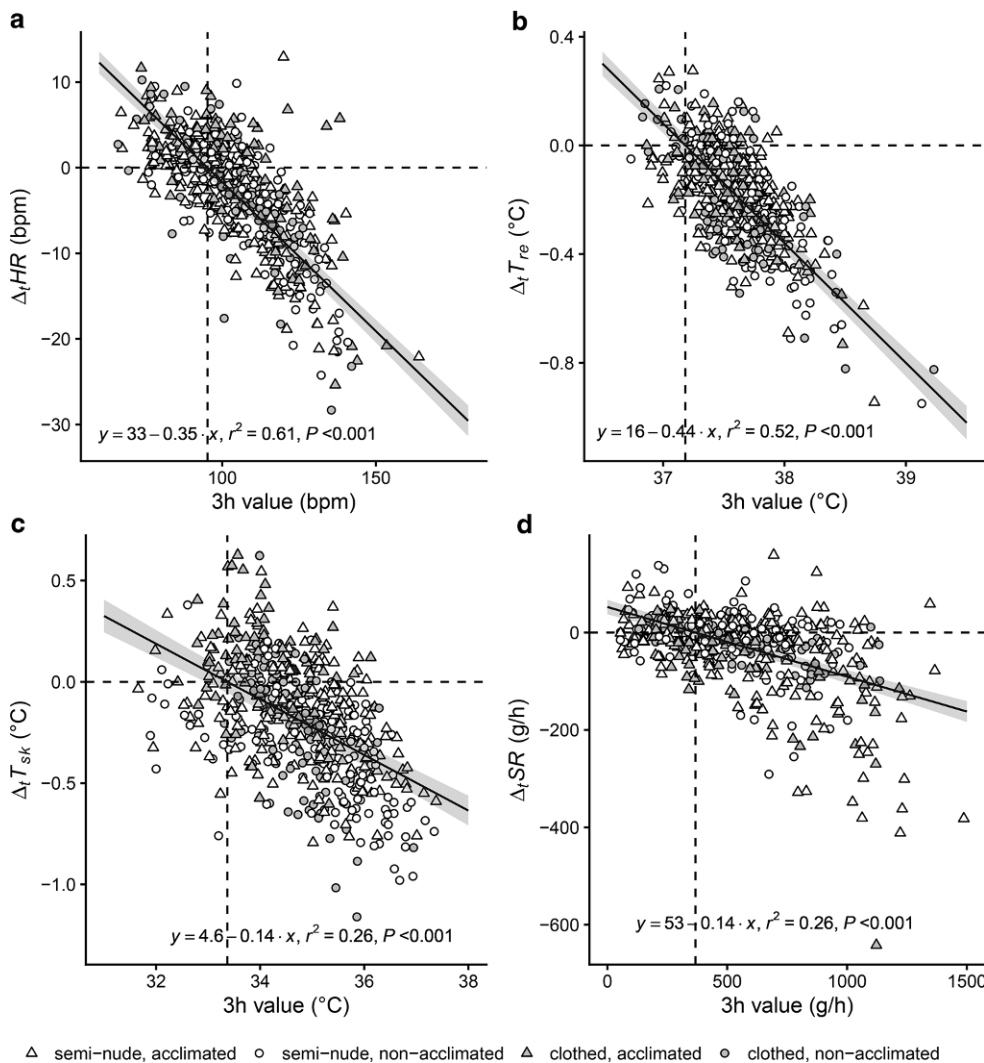 a
10
0
−10
−20
−30
ΔtHR (bpm)
y = 33 − 0.35 · x, r² = 0.61, P <0.001
100
150
3h value (bpm)
b
0.4
0.0
−0.4
−0.8
ΔtTre (°C)
y = 16 − 0.44 · x, r² = 0.52, P <0.001
37
38
39
3h value (°C)
c
0.5
0.0
−0.5
−1.0
ΔtTsk (°C)
y = 4.6 − 0.14 · x, r² = 0.26, P <0.001
32
34
36
38
3h value (°C)
d
0
−200
−400
−600
ΔtSR (g/h)
y = 53 − 0.14 · x, r² = 0.26, P <0.001
0
500
1000
1500
3h value (g/h)
semi−nude, acclimated semi−nude, non−acclimated clothed, acclimated clothed, non−acclimated